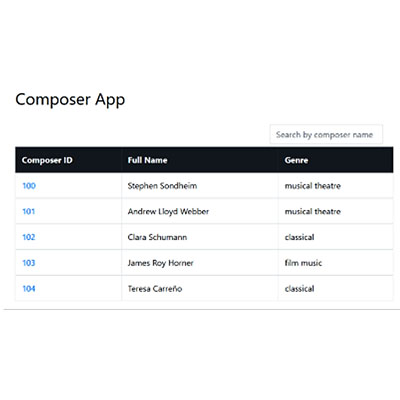 Composer App
Search by composer name
Composer ID Full Name Genre
100 Stephen Sondheim musical theatre
101 Andrew Lloyd Webber musical theatre
102 Clara Schumann classical
103 James Roy Horner film music
104 Teresa Carreño classical